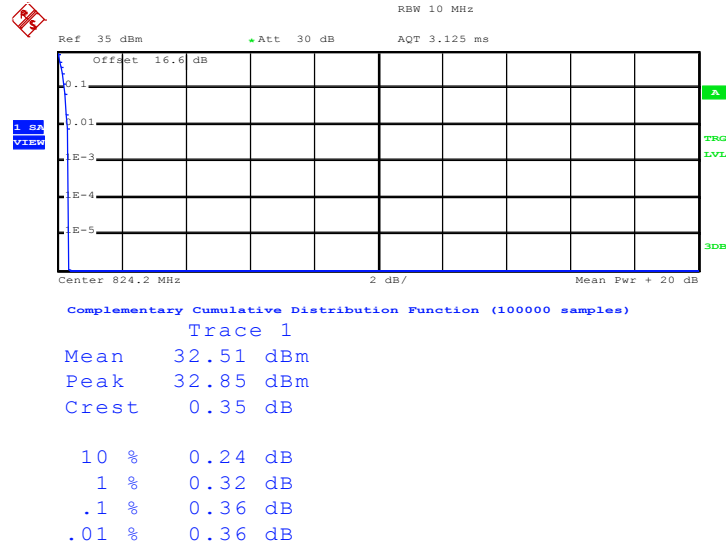 RBW 10 MHz
Ref 35 dBm *Att 30 dB AQT 3.125 ms
Offset 16.6 dB
0.1
A
0.01
1 SA
VIEW
TRG
LVL
1E-3
1E-4
1E-5
3DB
Center 824.2 MHz 2 dB/ Mean Pwr + 20 dB
Complementary Cumulative Distribution Function (100000 samples)
Trace 1
Mean 32.51 dBm
Peak 32.85 dBm
Crest 0.35 dB
10 % 0.24 dB
1 % 0.32 dB
.1 % 0.36 dB
.01 % 0.36 dB